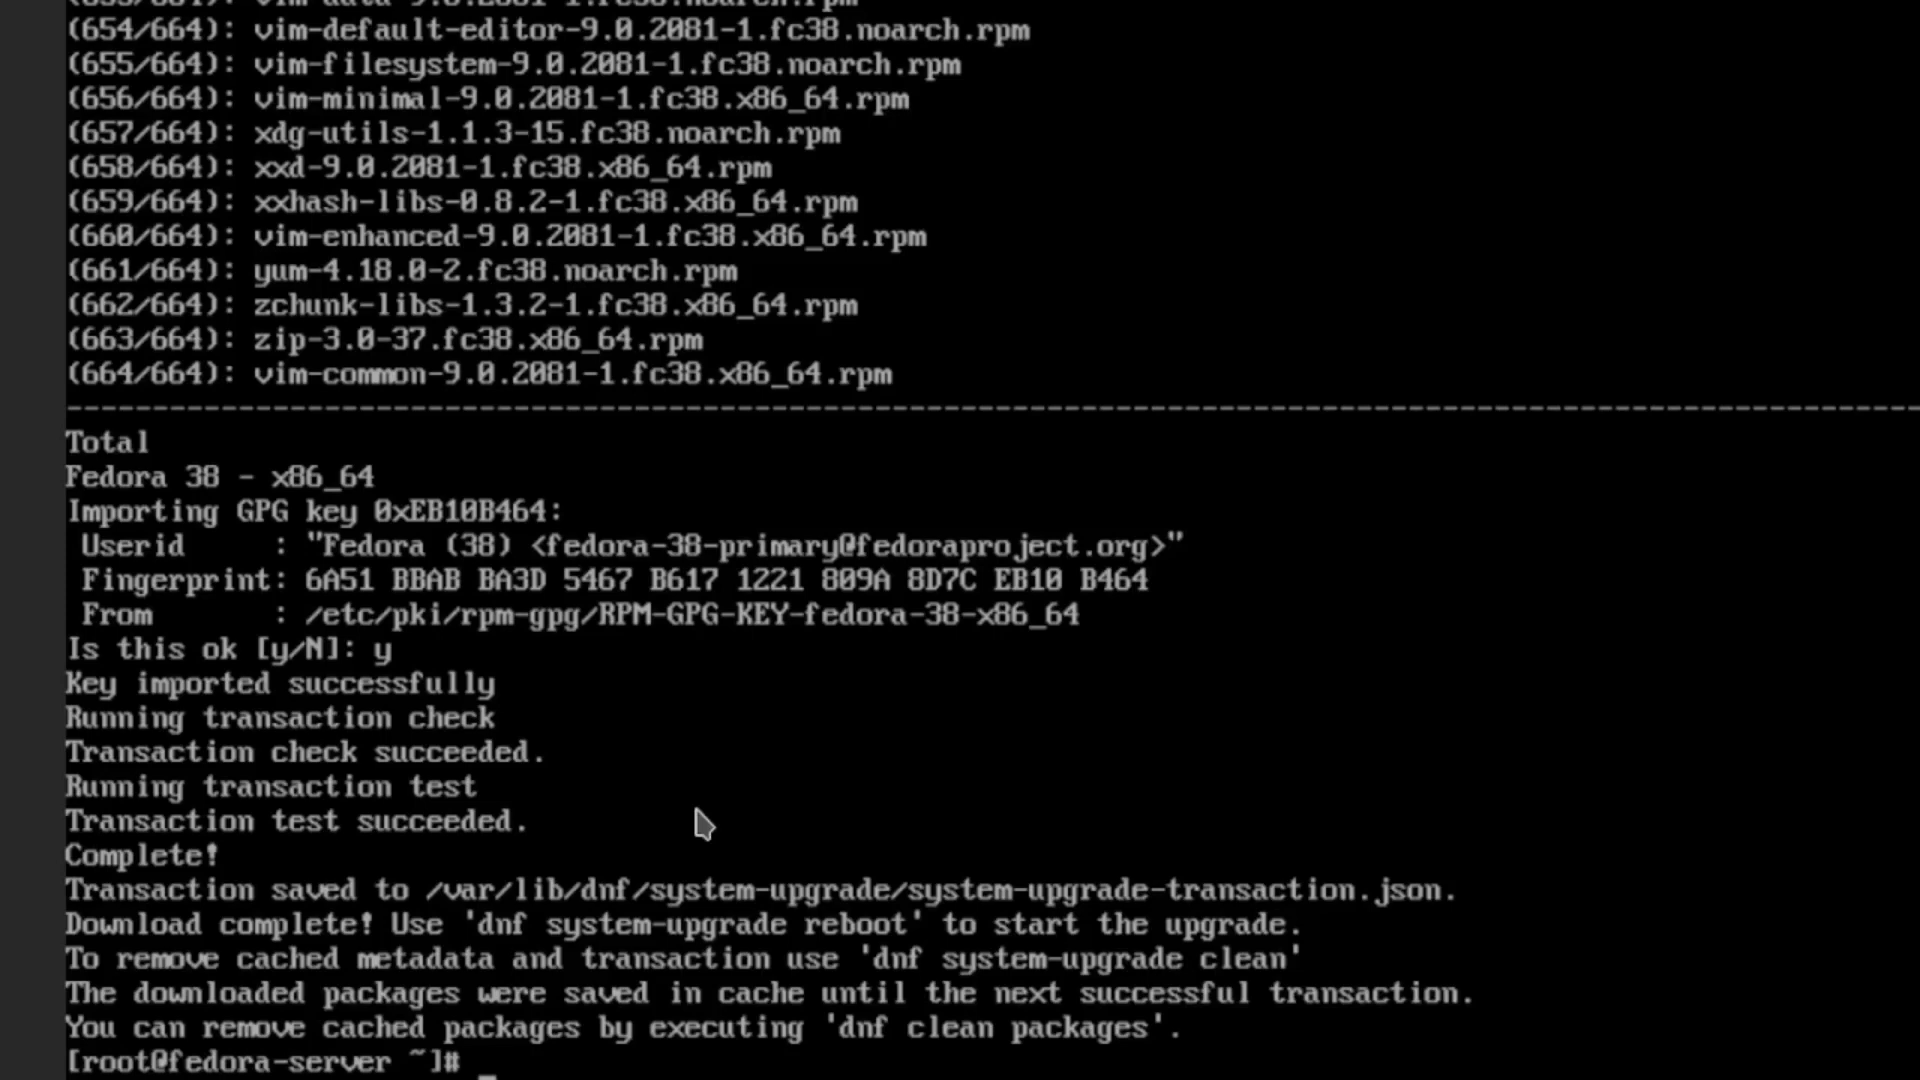 (654/664): vim-default-editor-9.0.2081-1.fc38.noarch.rpm
(655/664): vim-filesystem-9.0.2081-1.fc38.noarch.rpm
(656/664): vim-minimal-9.0.2081-1.fc38.x86_64.rpm
(657/664): xdg-utils-1.1.3-15.fc38.noarch.rpm
(658/664): xxd-9.0.2081-1.fc38.x86_64.rpm
(659/664): xxhash-libs-0.8.2-1.fc38.x86_64.rpm
(660/664): vim-enhanced-9.0.2081-1.fc38.x86_64.rpm
(661/664): yum-4.18.0-2.fc38.noarch.rpm
(662/664): zchunk-libs-1.3.2-1.fc38.x86_64.rpm
(663/664): zip-3.0-37.fc38.x86_64.rpm
(664/664): vim-common-9.0.2081-1.fc38.x86_64.rpm
--------------------------------------------------------------------------------------------------------------
Total
Fedora 38 - x86_64
Importing GPG key 0xEB10B464:
 Userid     : "Fedora (38) <fedora-38-primary@fedoraproject.org>"
 Fingerprint: 6A51 BBAB BA3D 5467 B617 1221 809A 8D7C EB10 B464
 From       : /etc/pki/rpm-gpg/RPM-GPG-KEY-fedora-38-x86_64
Is this ok [y/N]: y
Key imported successfully
Running transaction check
Transaction check succeeded.
Running transaction test
Transaction test succeeded.
Complete!
Transaction saved to /var/lib/dnf/system-upgrade/system-upgrade-transaction.json.
Download complete! Use 'dnf system-upgrade reboot' to start the upgrade.
To remove cached metadata and transaction use 'dnf system-upgrade clean'
The downloaded packages were saved in cache until the next successful transaction.
You can remove cached packages by executing 'dnf clean packages'.
[root@fedora-server ~]# _